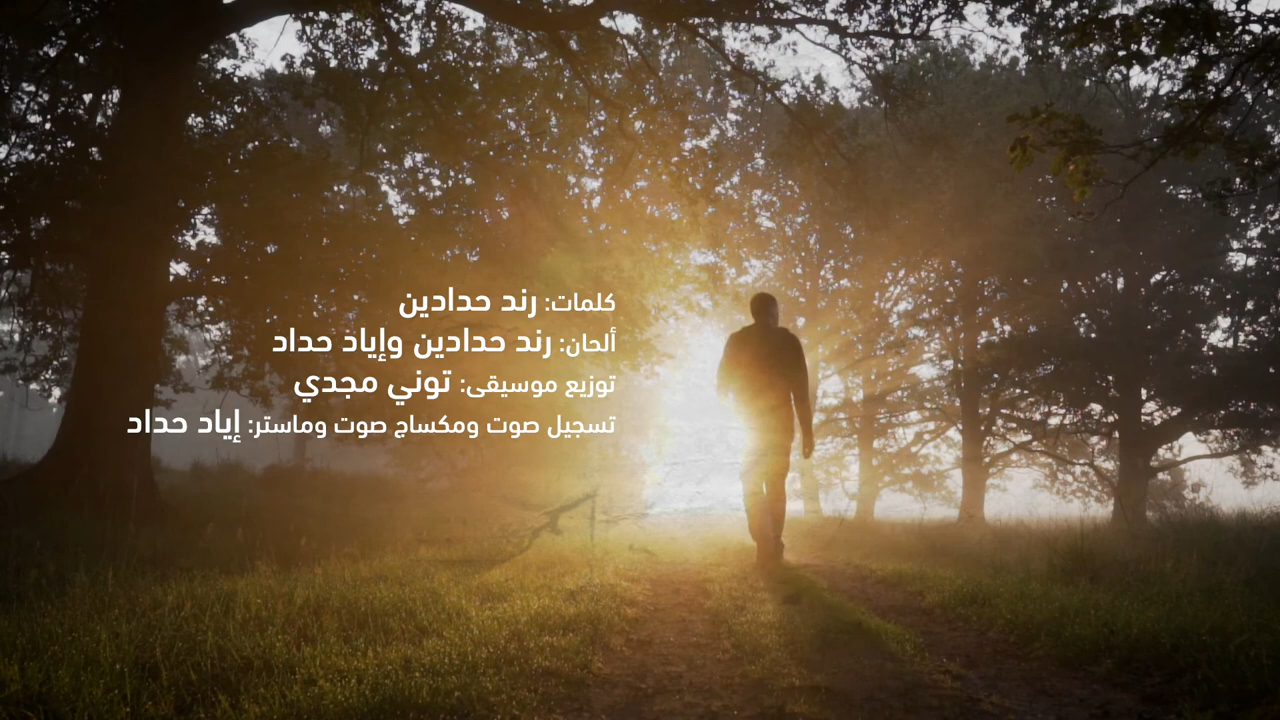 كلمات: رند حدادين
ألحان: رند حدادين وإياد حداد
توزيع موسيقى: توني مجدي
تسجيل صوت ومكساج صوت وماستر: إياد حداد